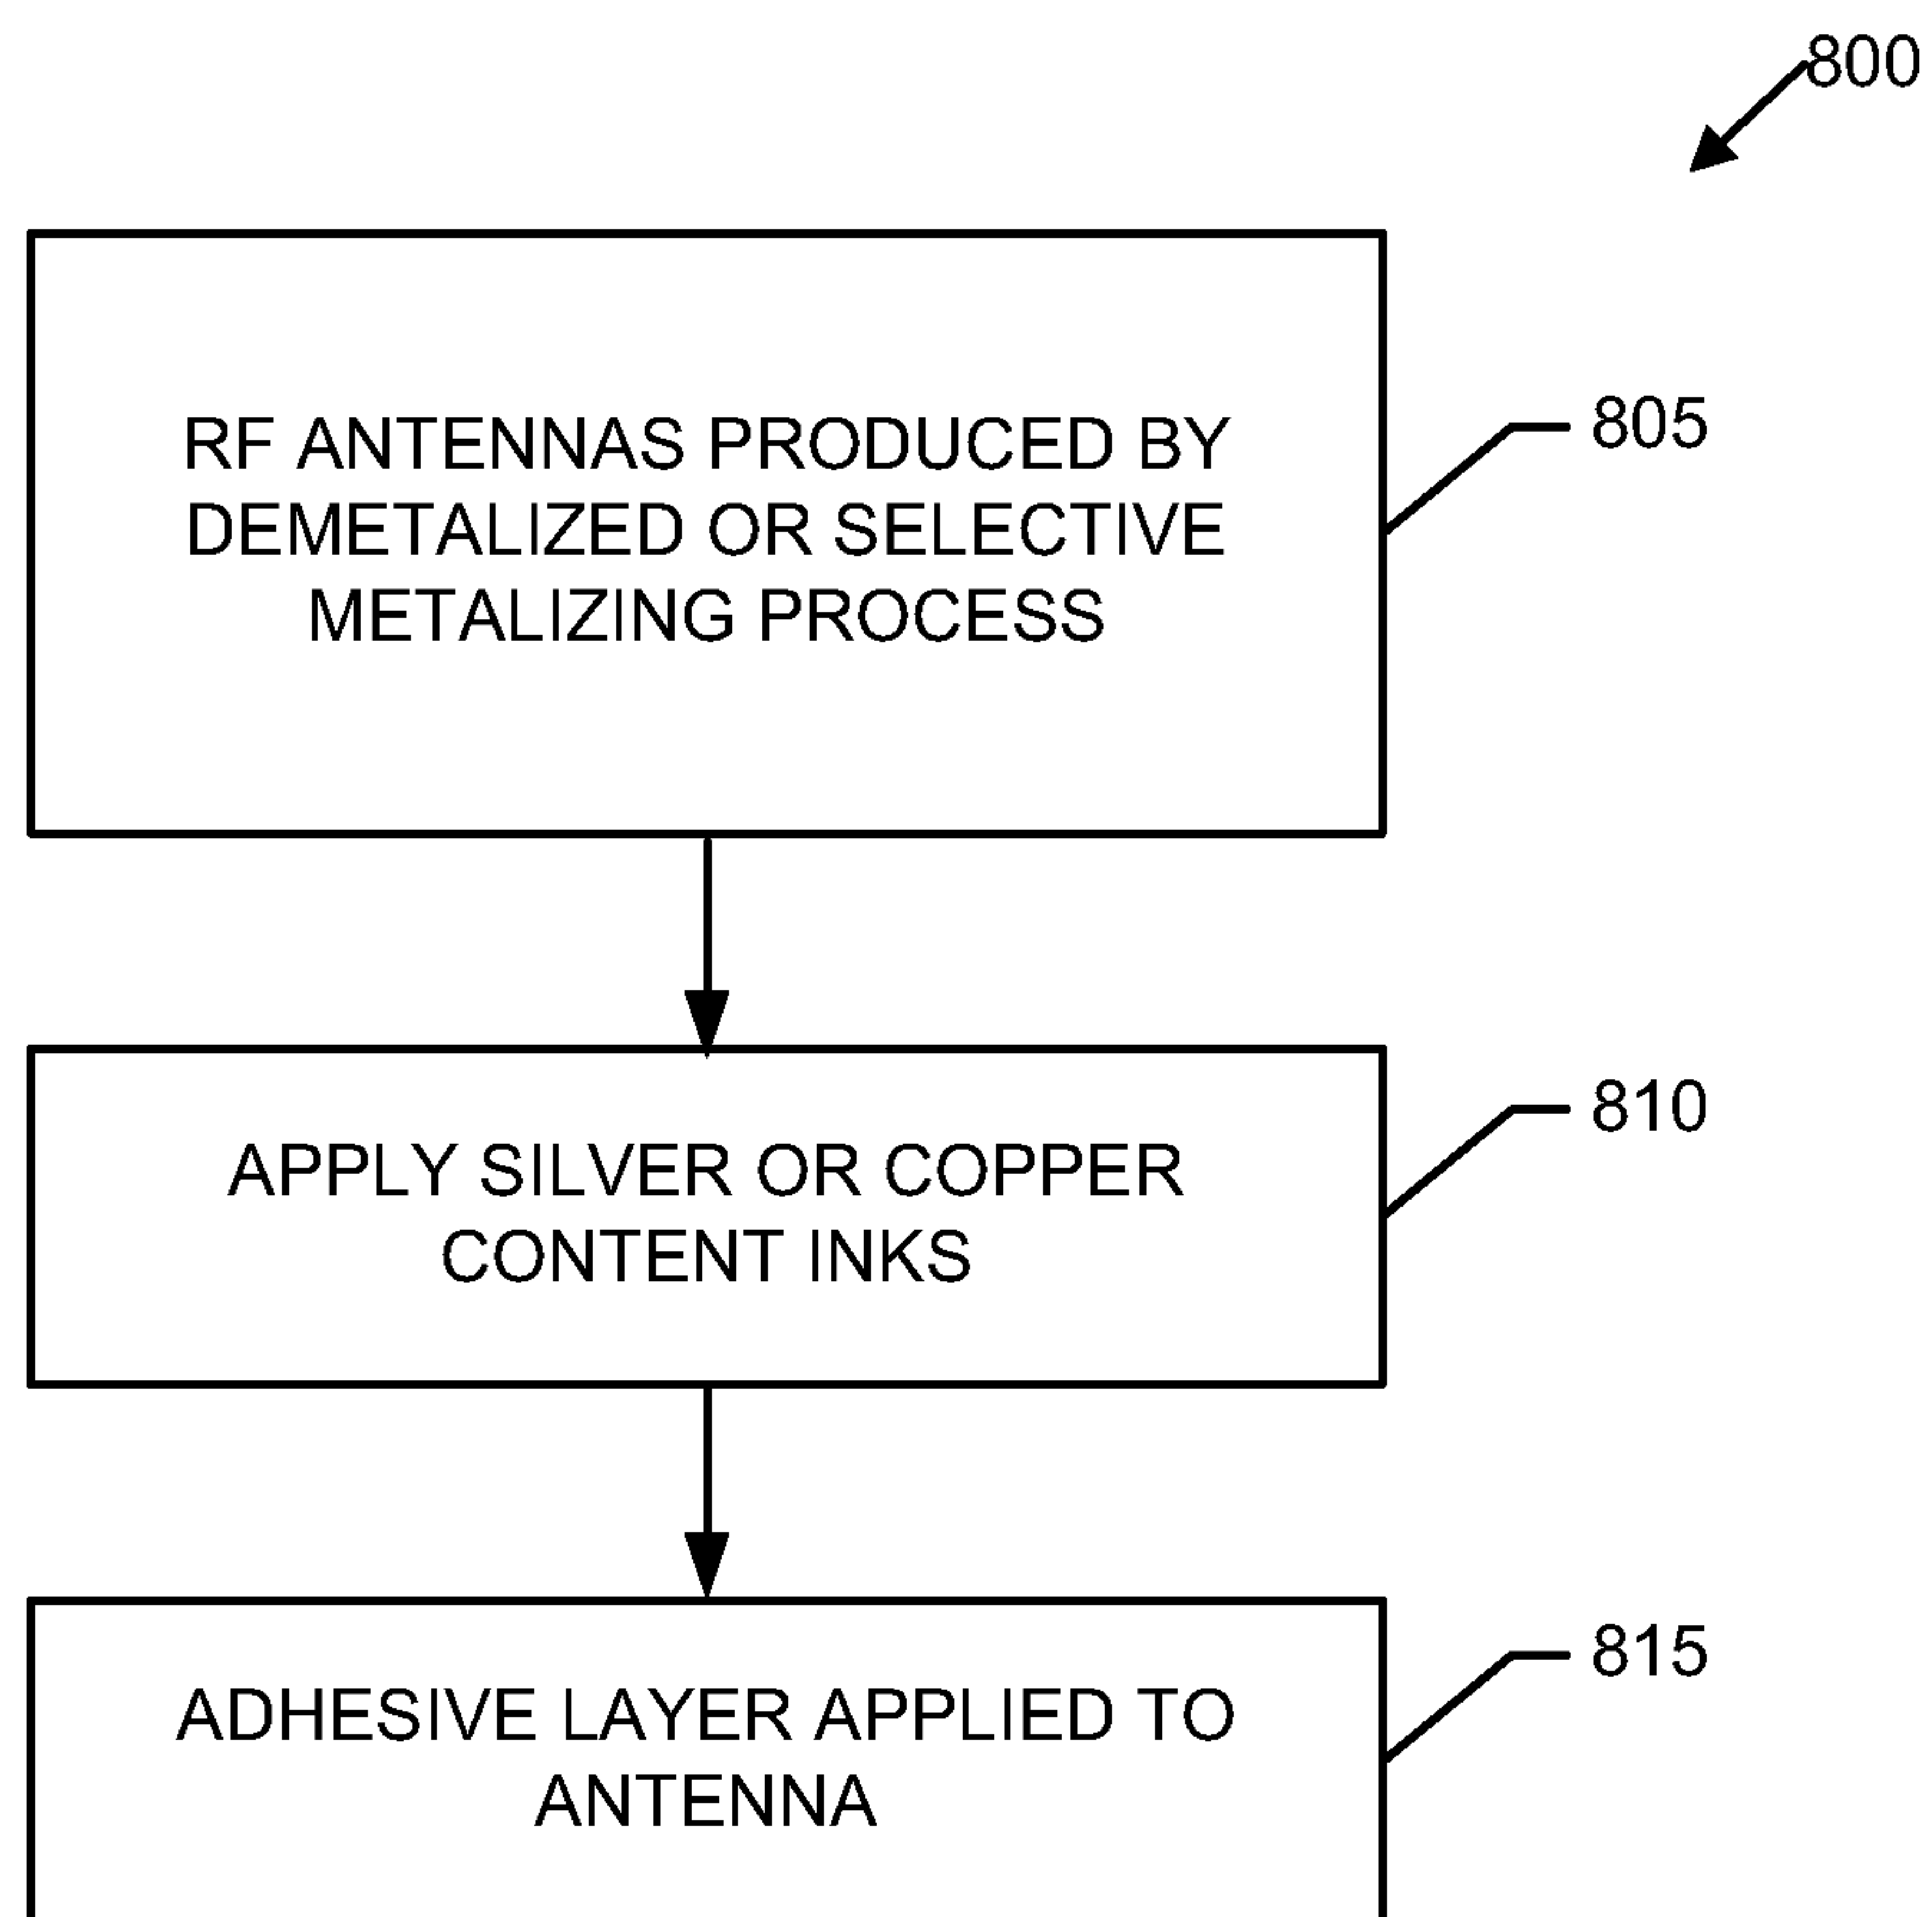 800
RF ANTENNAS PRODUCED BY
DEMETALIZED OR SELECTIVE
METALIZING PROCESS
805
APPLY SILVER OR COPPER
CONTENT INKS
810
ADHESIVE LAYER APPLIED TO
ANTENNA
815